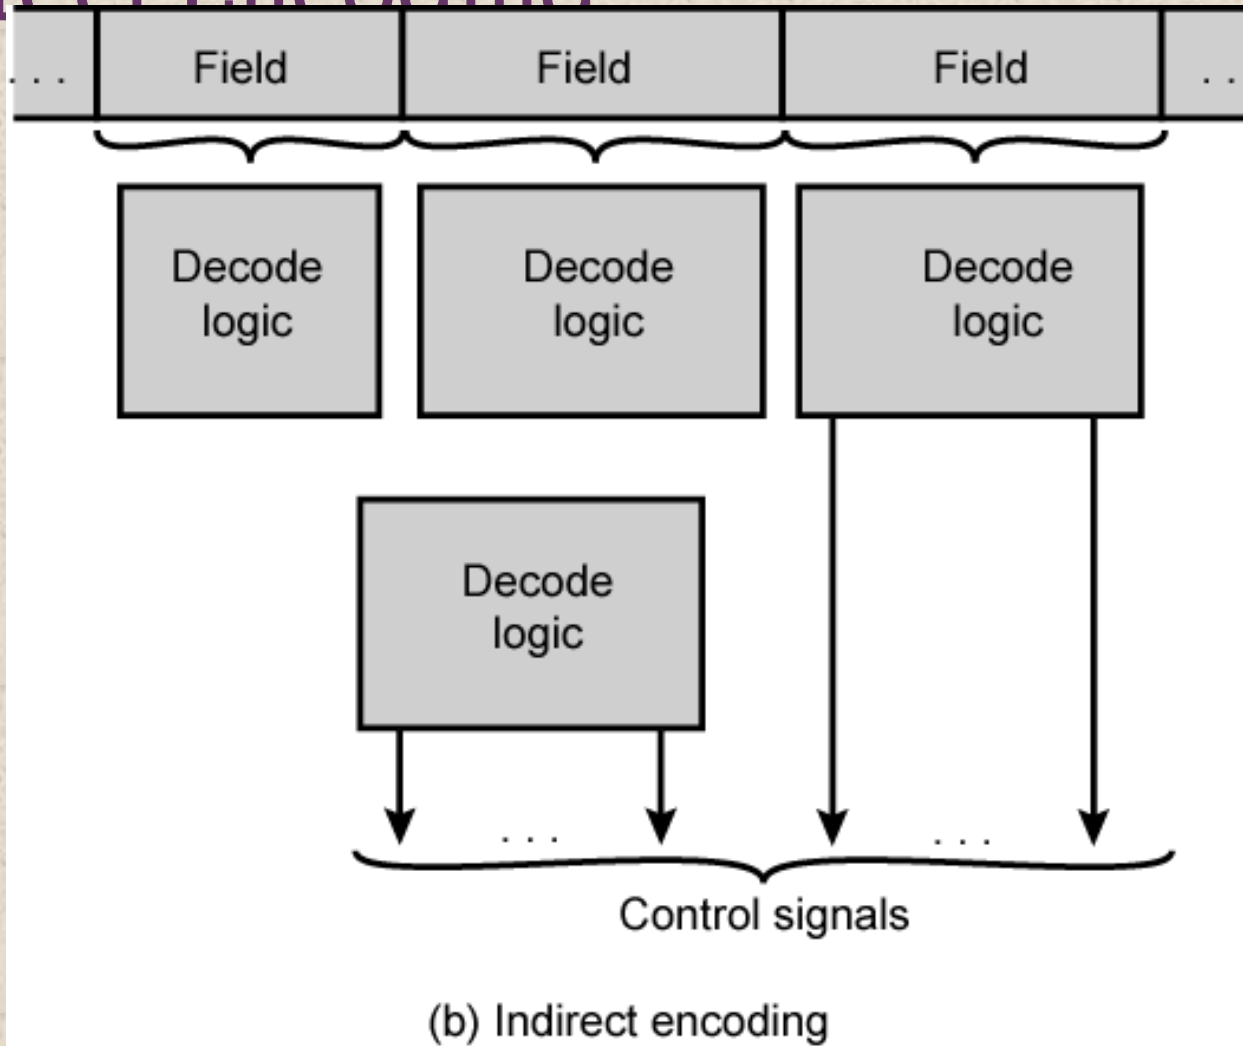 . . . Field Field Field . .
Decode Decode Decode
logic logic logic
Decode
logic
. . . . . .
Control signals
(b) Indirect encoding